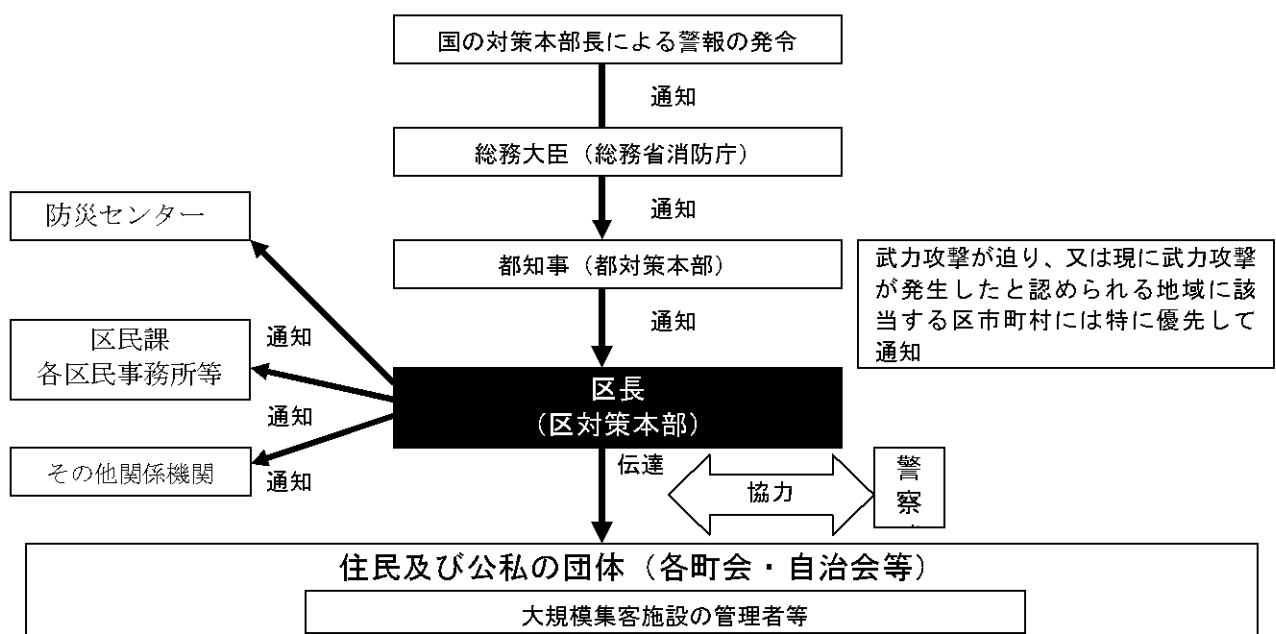 国の対策本部長による警報の発令
通知
総務大臣（総務省消防庁）
通知
防災センター
都知事（都対策本部）
武力攻撃が迫り、又は現に武力攻撃
が発生したと認められる地域に該
当する区市町村には特に優先して
通知
通知
通知
区民課
各区民事務所等
区長
（区対策本部）
通知
その他関係機関
通知
伝達
協力
警
察
住民及び公私の団体（各町会・自治会等）
大規模集客施設の管理者等